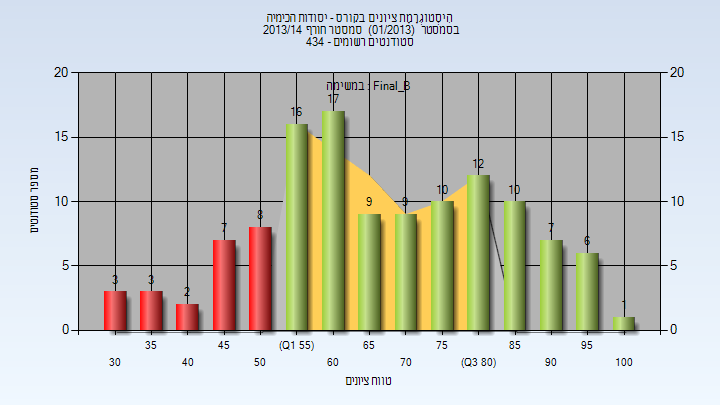 הִיסְטוֹגְרָמַת ציונים בקורס - יסודות הכימיה
בסמסטר (01/2013) סמסטר חורף 2013/14
סטודנטים רשומים - 434
במשימה : Final_B
20 20
15 15
10 10
5 5
0 0
מספר סטודנטים
3 3 2 7 8 16 17 9 9 10 12 10 7 6 1
35 45 (Q1 55) 65 75 85 95
30 40 50 60 70 (Q3 80) 90 100
טווח ציונים